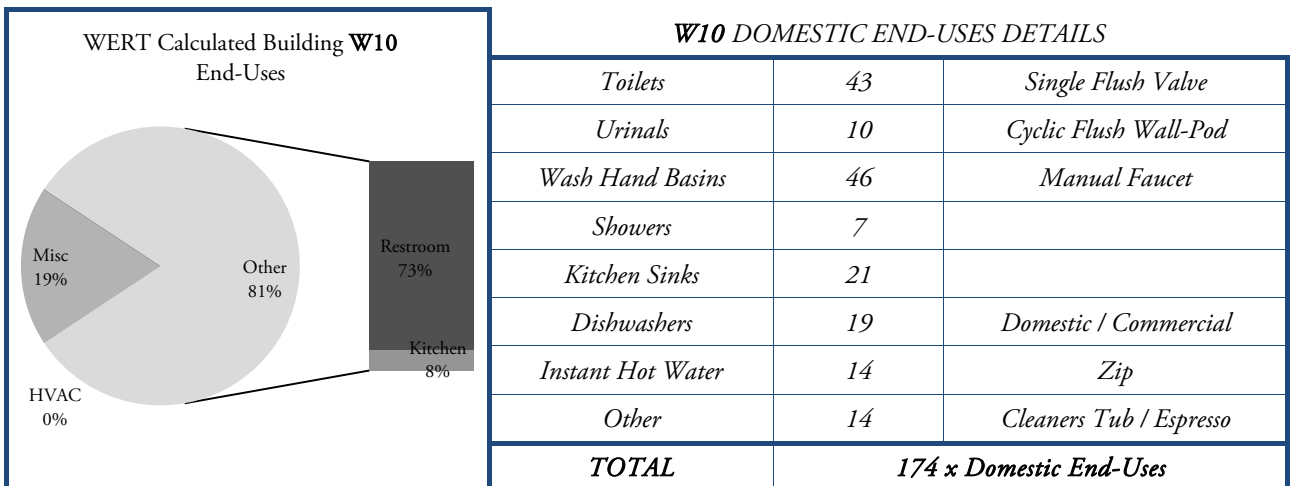 WERT Calculated Building W10
End-Uses
Misc
19%
Other
81%
HVAC
0%
Restroom
73%
Kitchen
8%
W10 DOMESTIC END-USES DETAILS
Toilets 43 Single Flush Valve
Urinals 10 Cyclic Flush Wall-Pod
Wash Hand Basins 46 Manual Faucet
Showers 7
Kitchen Sinks 21
Dishwashers 19 Domestic / Commercial
Instant Hot Water 14 Zip
Other 14 Cleaners Tub / Espresso
TOTAL 174 x Domestic End-Uses